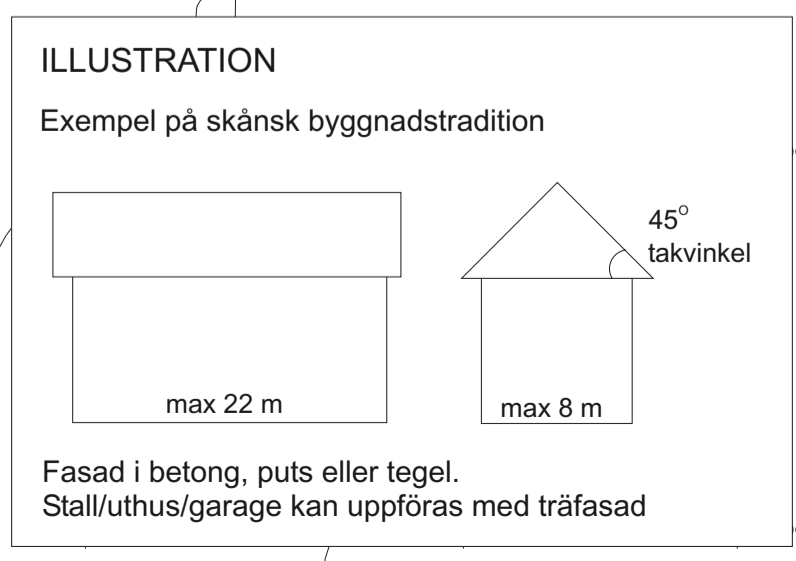 ILLUSTRATION
Exempel på skånsk byggnadstradition
45°
takvinkel
max 22 m
max 8 m
Fasad i betong, puts eller tegel.
Stall/uthus/garage kan uppföras med träfasad